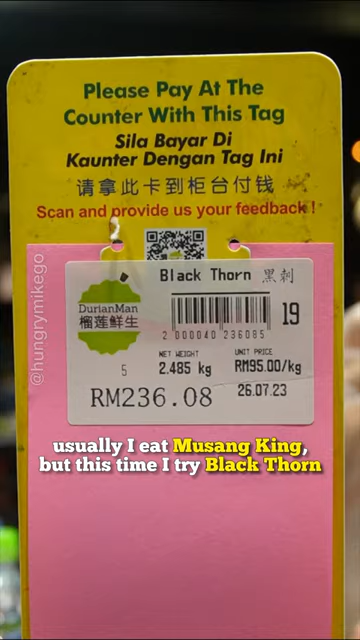 Please Pay At The
Counter With This Tag
Sila Bayar Di
Kaunter Dengan Tag Ini
请拿此卡到柜台付钱
Scan and provide us your feedback !
Black Thorn 黑刺
DurianMan
榴莲鲜生
19
2 000040 236085
NET WEIGHT UNIT PRICE
5 2.485 kg RM95.00/kg
RM236.08 26.07.23
@hungrymikego
usually I eat Musang King,
but this time I try Black Thorn